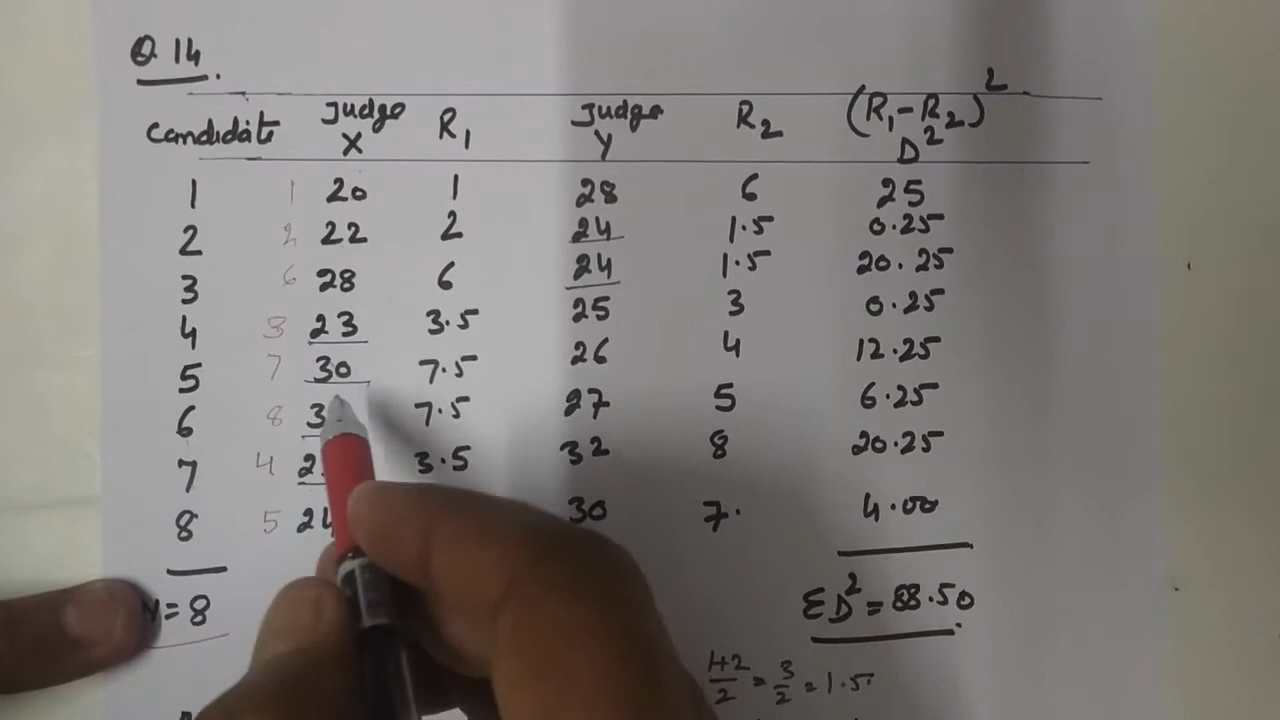 Q. 14.
Candidate Judge X R₁ Judge Y R₂ (R₁-R₂)² D²
1 1 20 1 28 6 25
2 2 22 2 24 1.5 0.25
3 6 28 6 24 1.5 20.25
4 3 23 3.5 25 3 0.25
5 7 30 7.5 26 4 12.25
6 8 3 7.5 27 5 6.25
7 4 2 3.5 32 8 20.25
8 5 24 30 7. 4.00
= 8 ΣD² = 88.50.
1+2/2 = 3/2 = 1.5